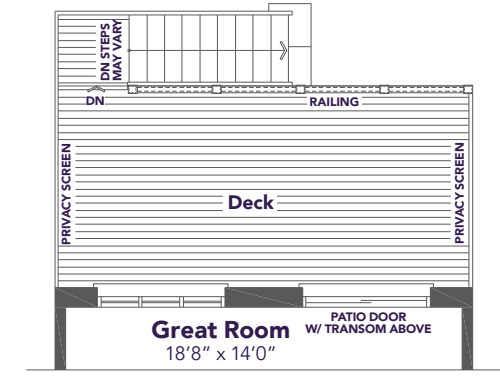 DN STEPS
MAY VARY
DN
RAILING
PRIVACY SCREEN
Deck
PRIVACY SCREEN
PATIO DOOR
W/ TRANSOM ABOVE
Great Room
18'8" x 14'0"